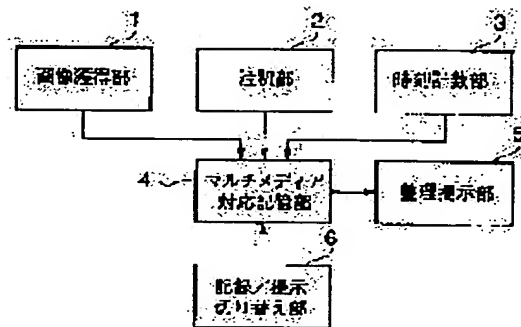 1
2
3
画像獲得部
注釈部
時刻計数部
4
マルチメディア
対応記憶部
5
整理提示部
6
記録／提示
切り替え部